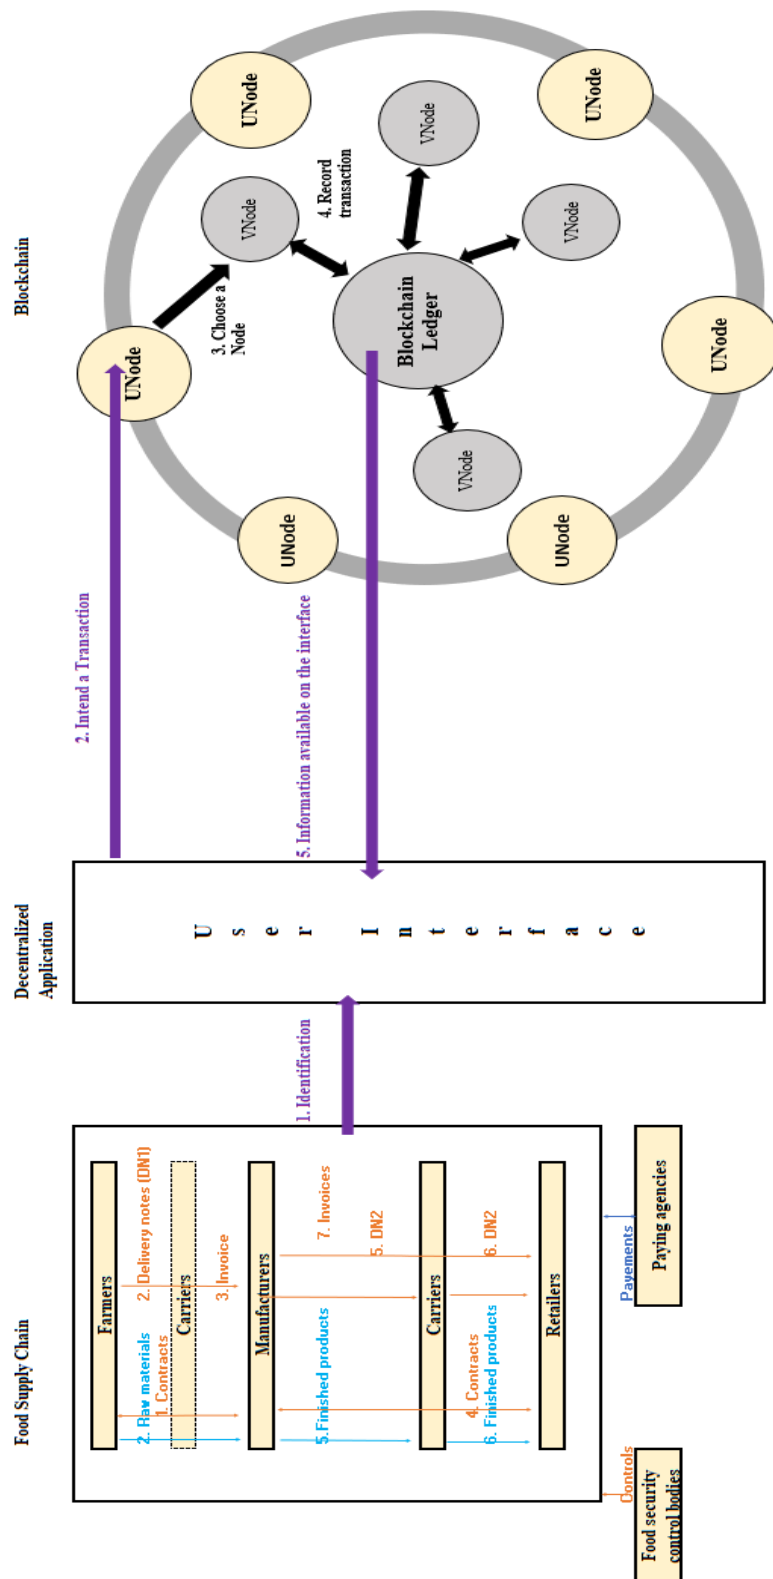 Food Supply Chain
Farmers
2. Raw materials
1. Contracts
2. Delivery notes (DN1)
Carriers
3. Invoice
Manufacturers
5.Finished products
7. Invoices
5. DN2
Carriers
4. Contracts
6. Finished products
6. DN2
Retailers
Controls
Food security
control bodies
Payements
Paying agencies
1. Identification
Decentralized
Application
User Interface
2. Intend a Transaction
5. Information available on the interface
Blockchain
UNode
UNode
UNode
UNode
UNode
UNode
3. Choose a
Node
VNode
4. Record
transaction
VNode
VNode
VNode
Blockchain
Ledger